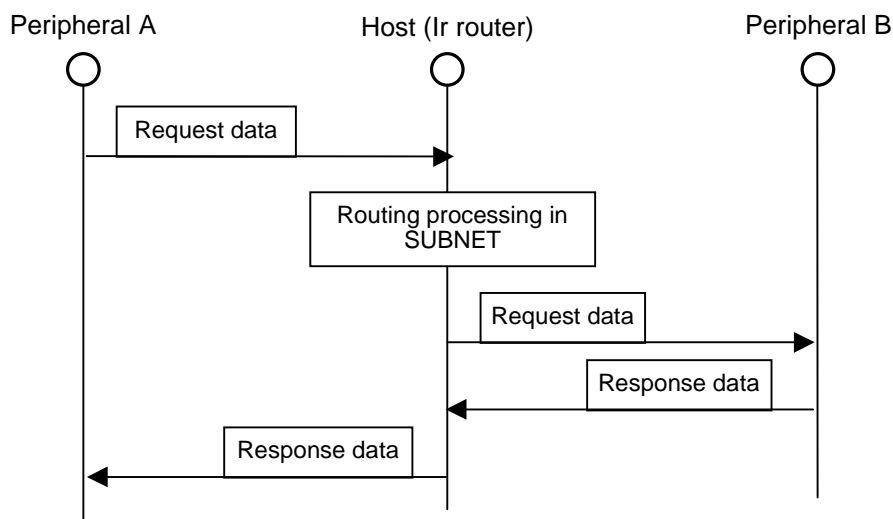 Peripheral A
Host (Ir router)
Peripheral B
Request data
Routing processing in
SUBNET
Request data
Response data
Response data